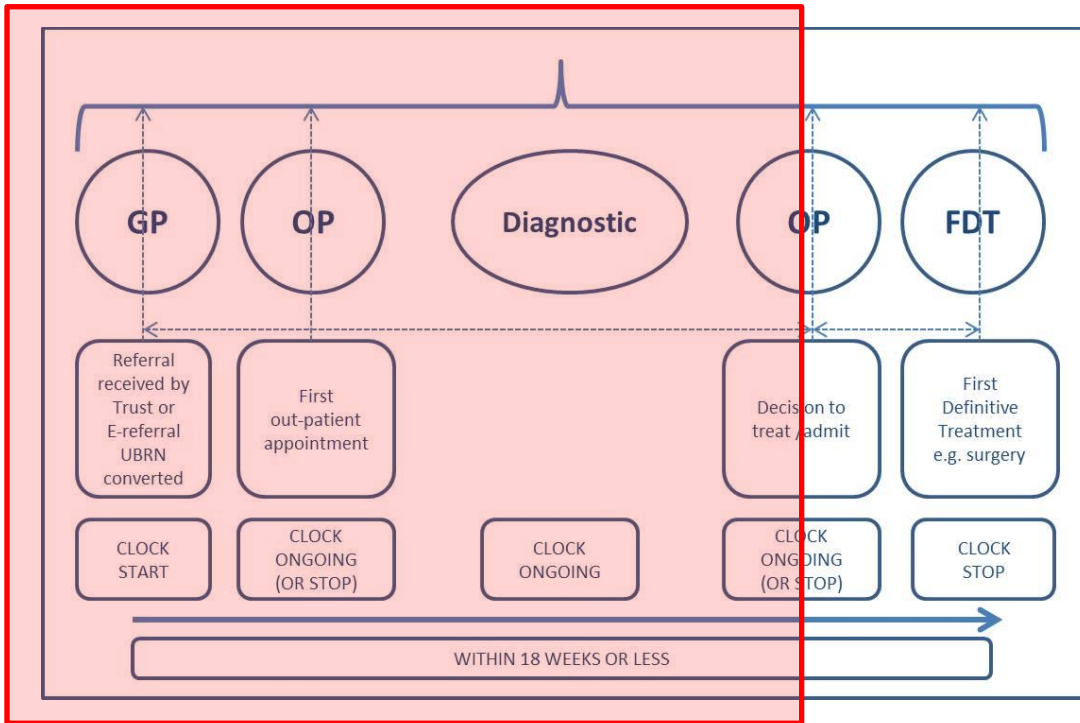 GP
OP
Diagnostic
OP
FDT
Referral
received by
Trust or
E-referral
UBRN
converted
First
out-patient
appointment
Decision to
treat /admit
First
Definitive
Treatment
e.g. surgery
CLOCK
START
CLOCK
ONGOING
(OR STOP)
CLOCK
ONGOING
CLOCK
ONGOING
(OR STOP)
CLOCK
STOP
WITHIN 18 WEEKS OR LESS